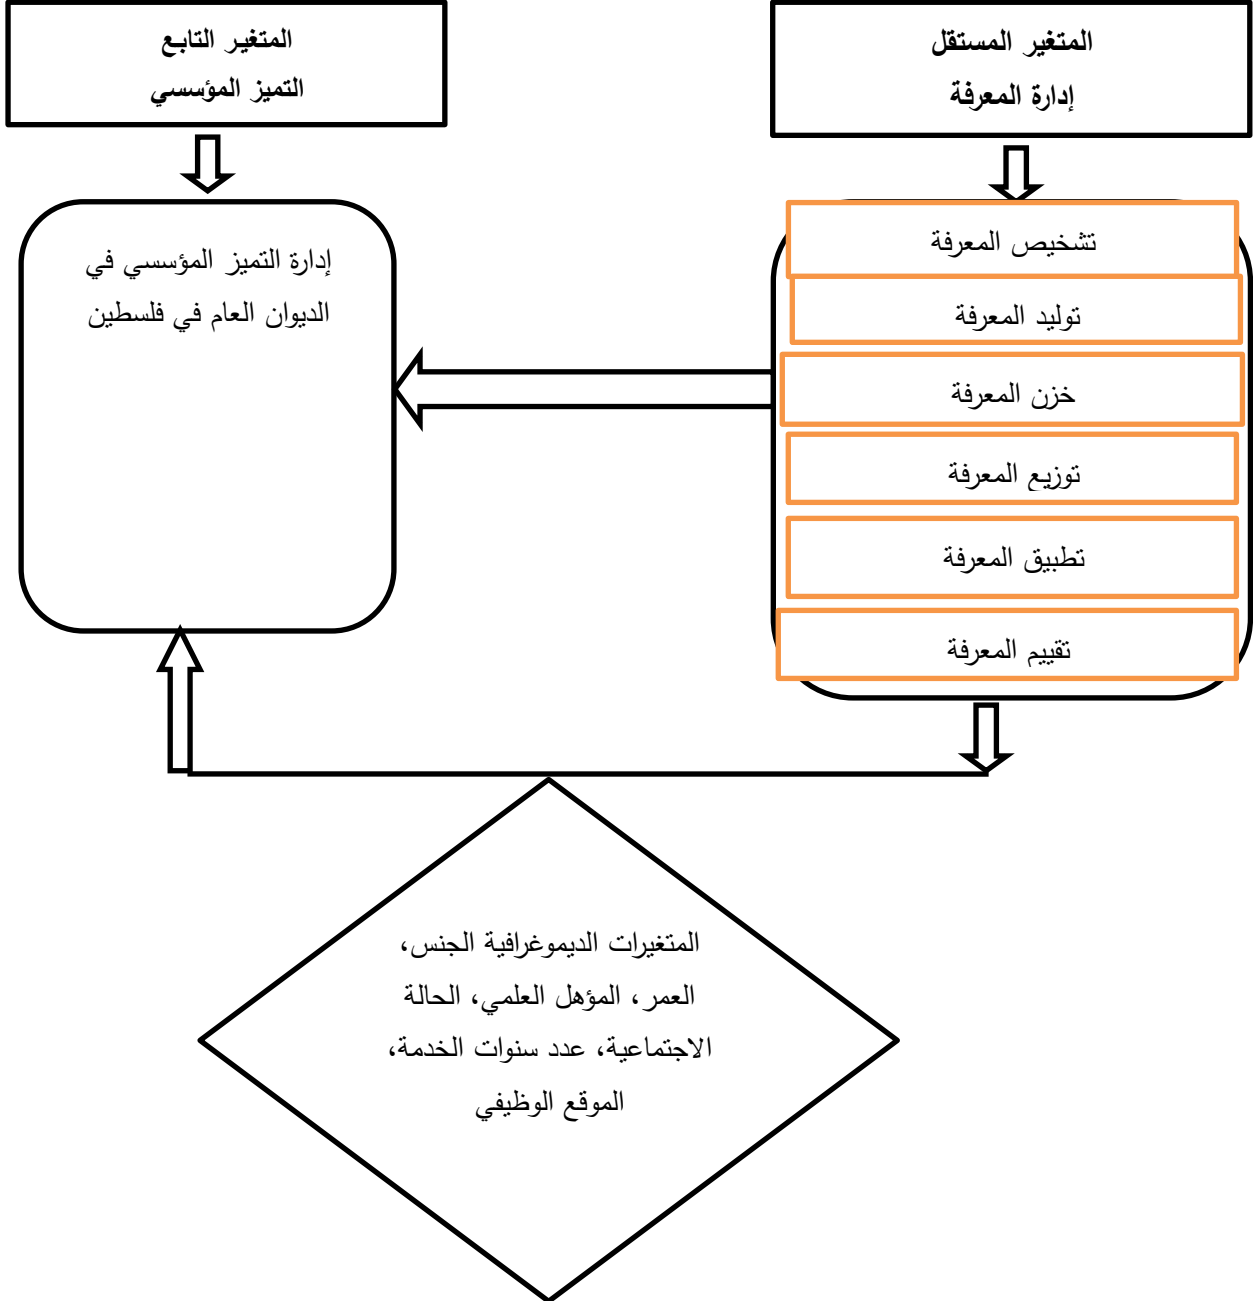 المتغير المستقل
إدارة المعرفة
المتغير التابع
التميز المؤسسي
تشخيص المعرفة
توليد المعرفة
خزن المعرفة
توزيع المعرفة
تطبيق المعرفة
تقييم المعرفة
إدارة التميز المؤسسي في
الديوان العام في فلسطين
المتغيرات الديموغرافية الجنس،
العمر، المؤهل العلمي، الحالة
الاجتماعية، عدد سنوات الخدمة،
الموقع الوظيفي